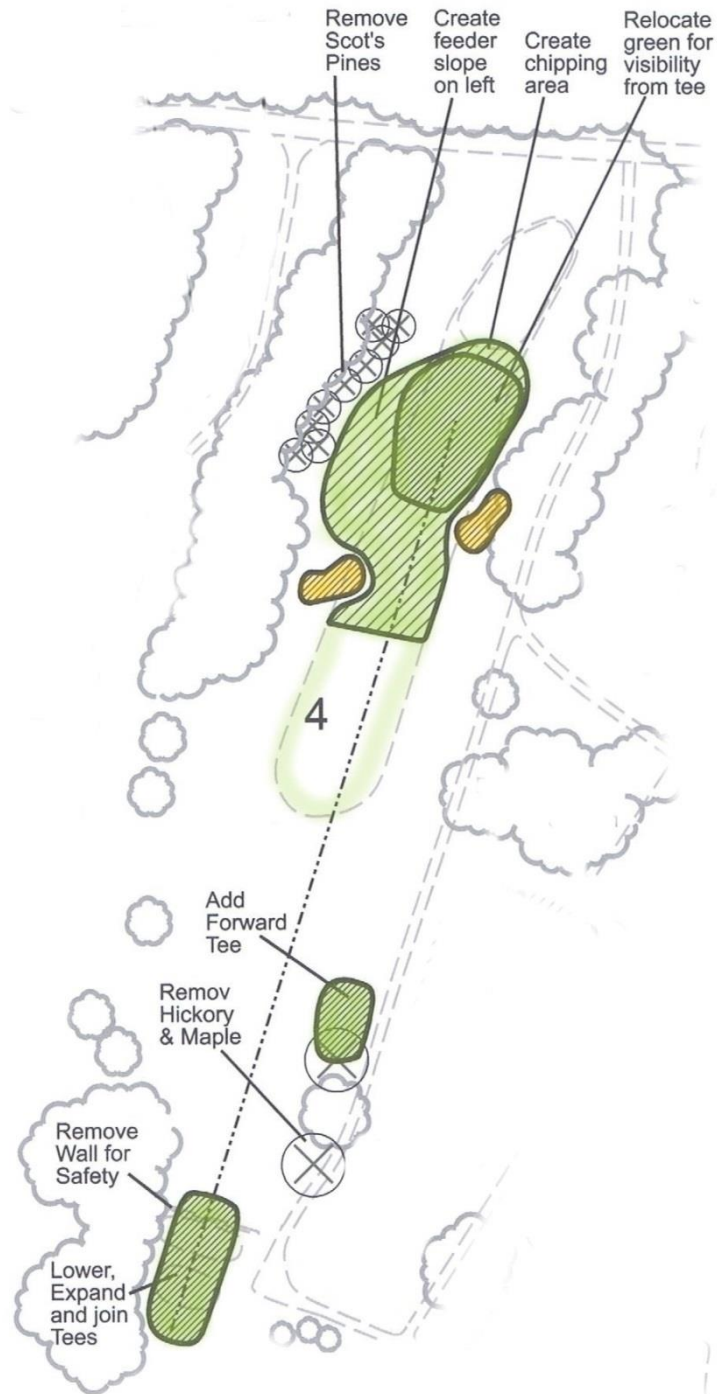 Remove
Scot's
Pines
Create
feeder
slope
on left
Create
chipping
area
Relocate
green for
visibility
from tee
4
Add
Forward
Tee
Remov
Hickory
& Maple
Remove
Wall for
Safety
Lower,
Expand
and join
Tees